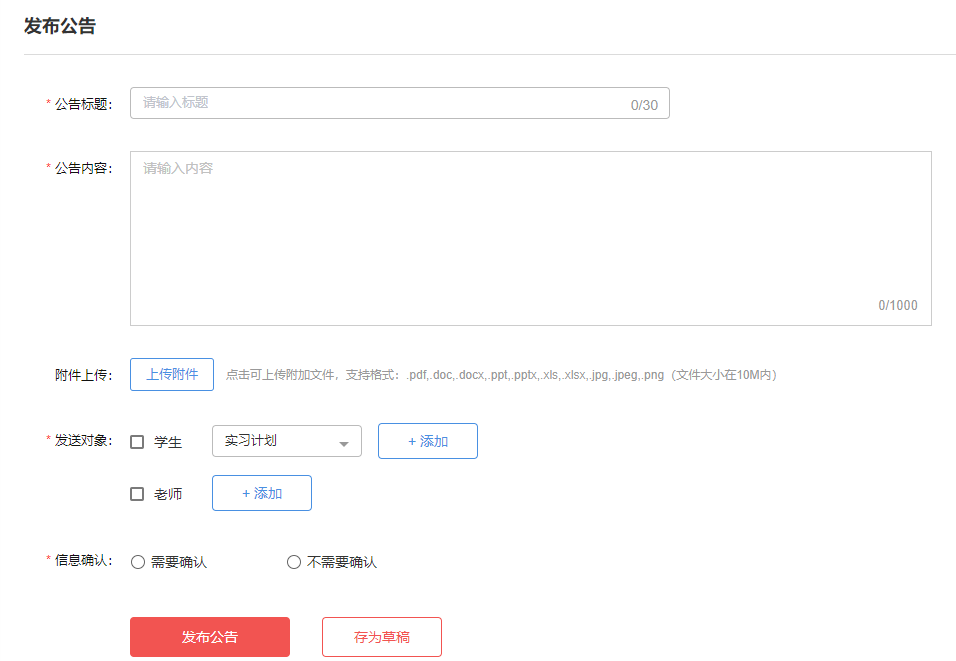 发布公告
* 公告标题: 请输入标题 0/30
* 公告内容: 请输入内容
0/1000
附件上传: 上传附件 点击可上传附加文件，支持格式：.pdf,.doc,.docx,.ppt,.pptx,.xls,.xlsx,.jpg,.jpeg,.png（文件大小在10M内）
* 发送对象: 学生 实习计划 + 添加
老师 + 添加
* 信息确认: 需要确认 不需要确认
发布公告 存为草稿